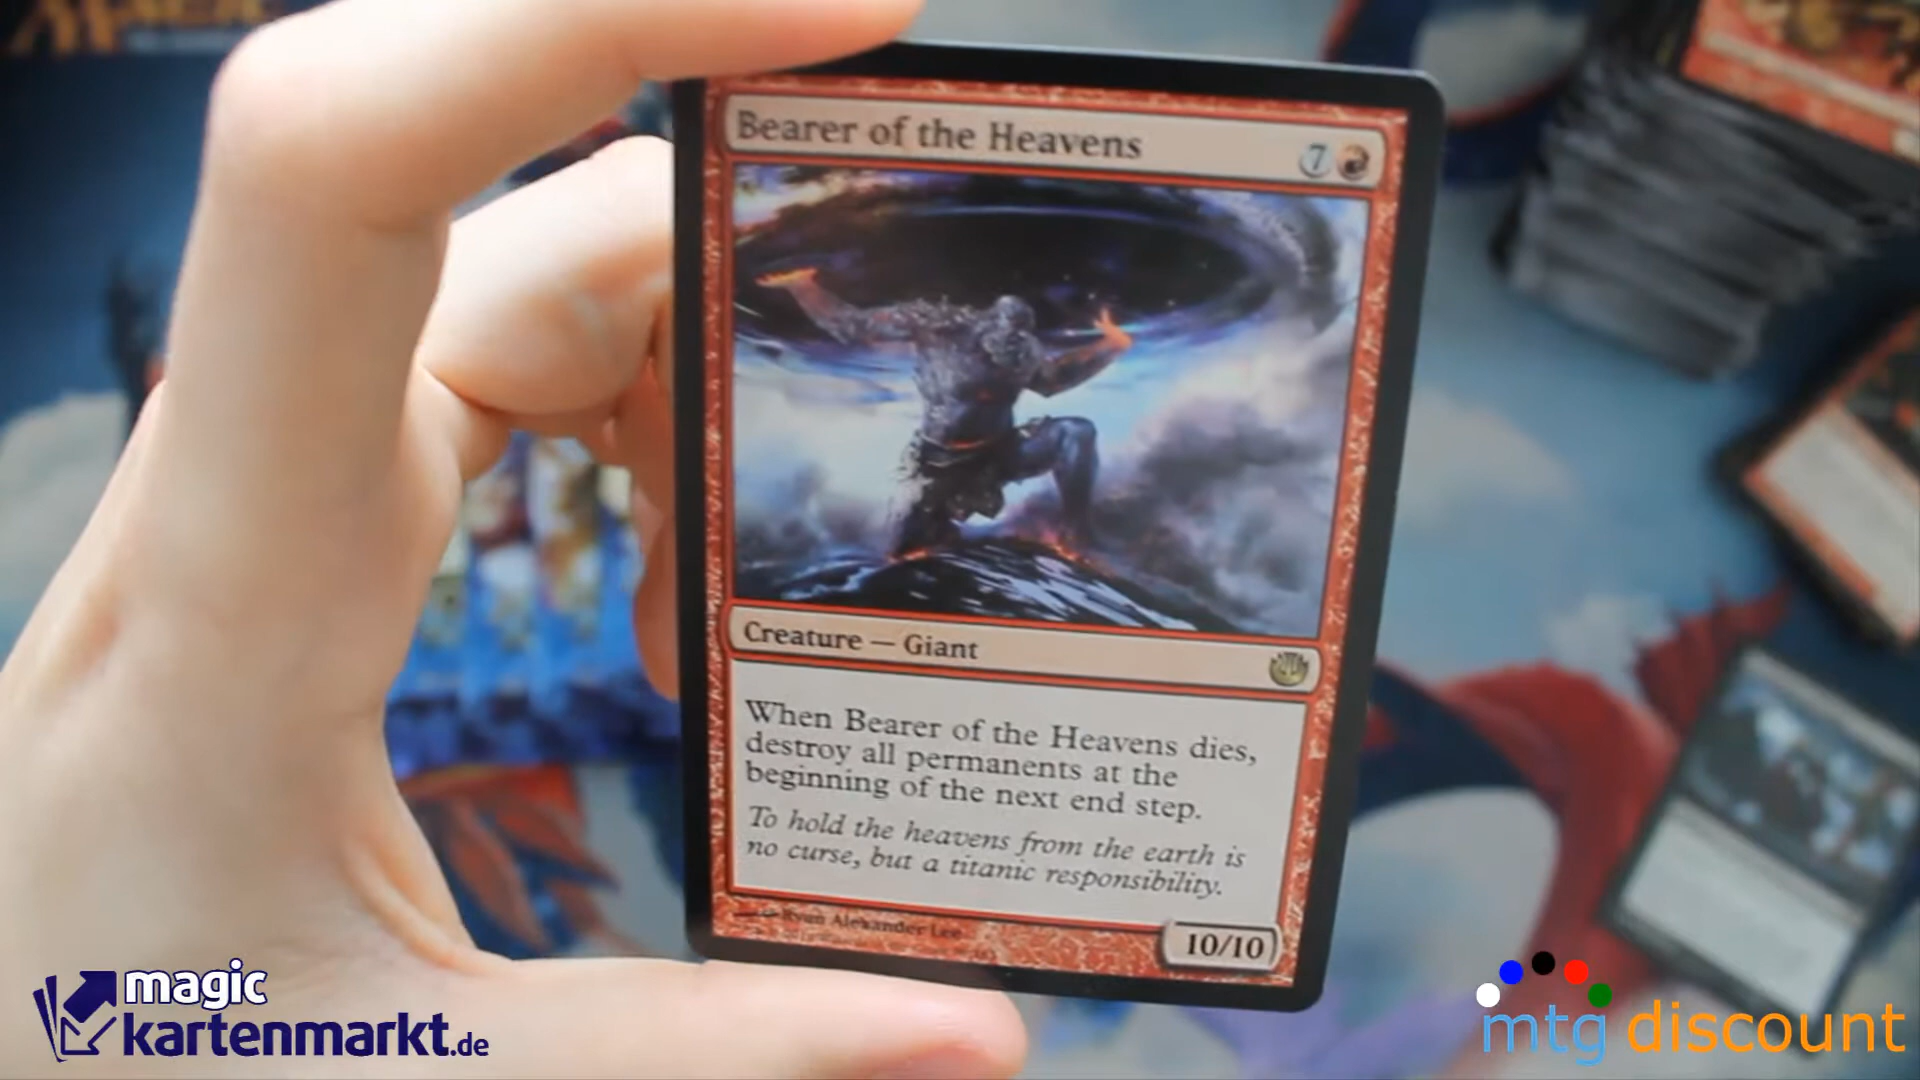 Bearer of the Heavens
7
Creature — Giant
When Bearer of the Heavens dies,
destroy all permanents at the
beginning of the next end step.
To hold the heavens from the earth is
no curse, but a titanic responsibility.
Ryan Alexander Lee
10/10
magic
kartenmarkt.de
mtg discount